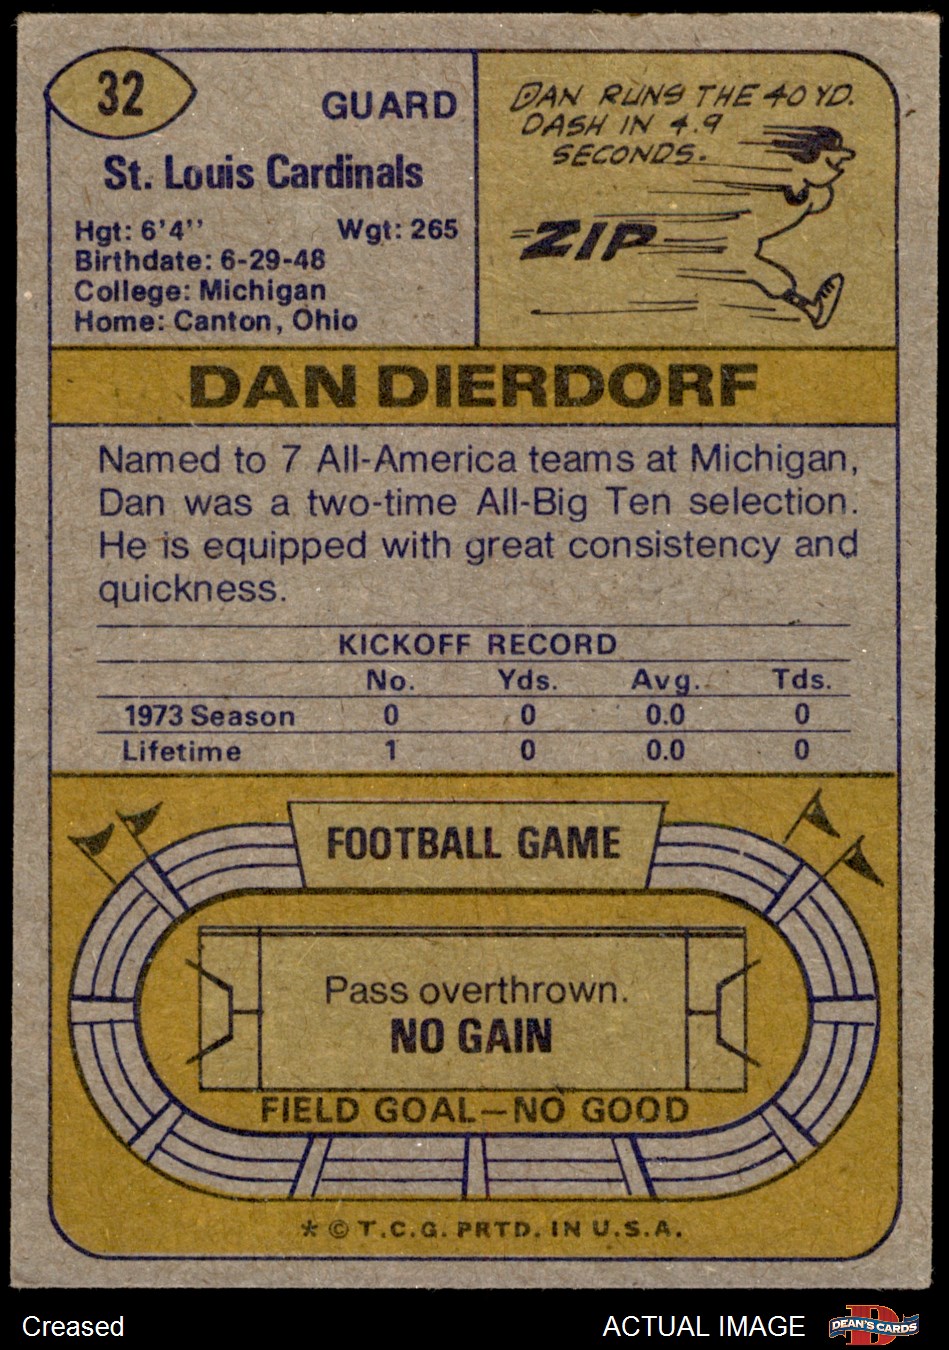 32
GUARD
St. Louis Cardinals
Hgt: 6'4'' Wgt: 265
Birthdate: 6-29-48
College: Michigan
Home: Canton, Ohio
DAN RUNS THE 40 YD.
DASH IN 4.9
SECONDS.
ZIP
DAN DIERDORF
Named to 7 All-America teams at Michigan,
Dan was a two-time All-Big Ten selection.
He is equipped with great consistency and
quickness.
KICKOFF RECORD
No. Yds. Avg. Tds.
1973 Season 0 0 0.0 0
Lifetime 1 0 0.0 0
FOOTBALL GAME
Pass overthrown.
NO GAIN
FIELD GOAL—NO GOOD
* © T.C.G. PRTD. IN U.S.A.
Creased
ACTUAL IMAGE
D
DEAN'S CARDS